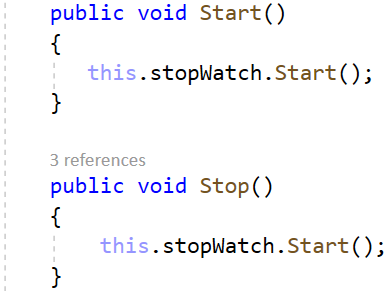 public void Start()
{
this.stopWatch.Start();
}
3 references
public void Stop()
{
this.stopWatch.Start();
}